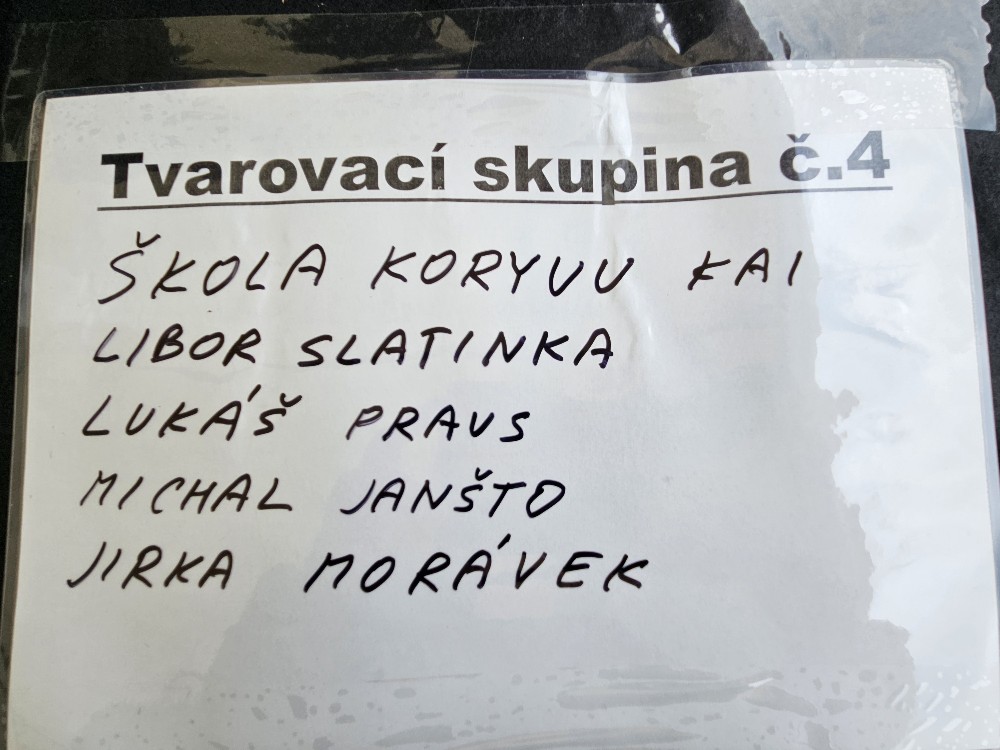 Tvarovací skupina č.4
ŠKOLA KORYUU KAI
LIBOR SLATINKA
LUKÁŠ PRAUS
MICHAL JANŠTO
JIRKA MORÁVEK